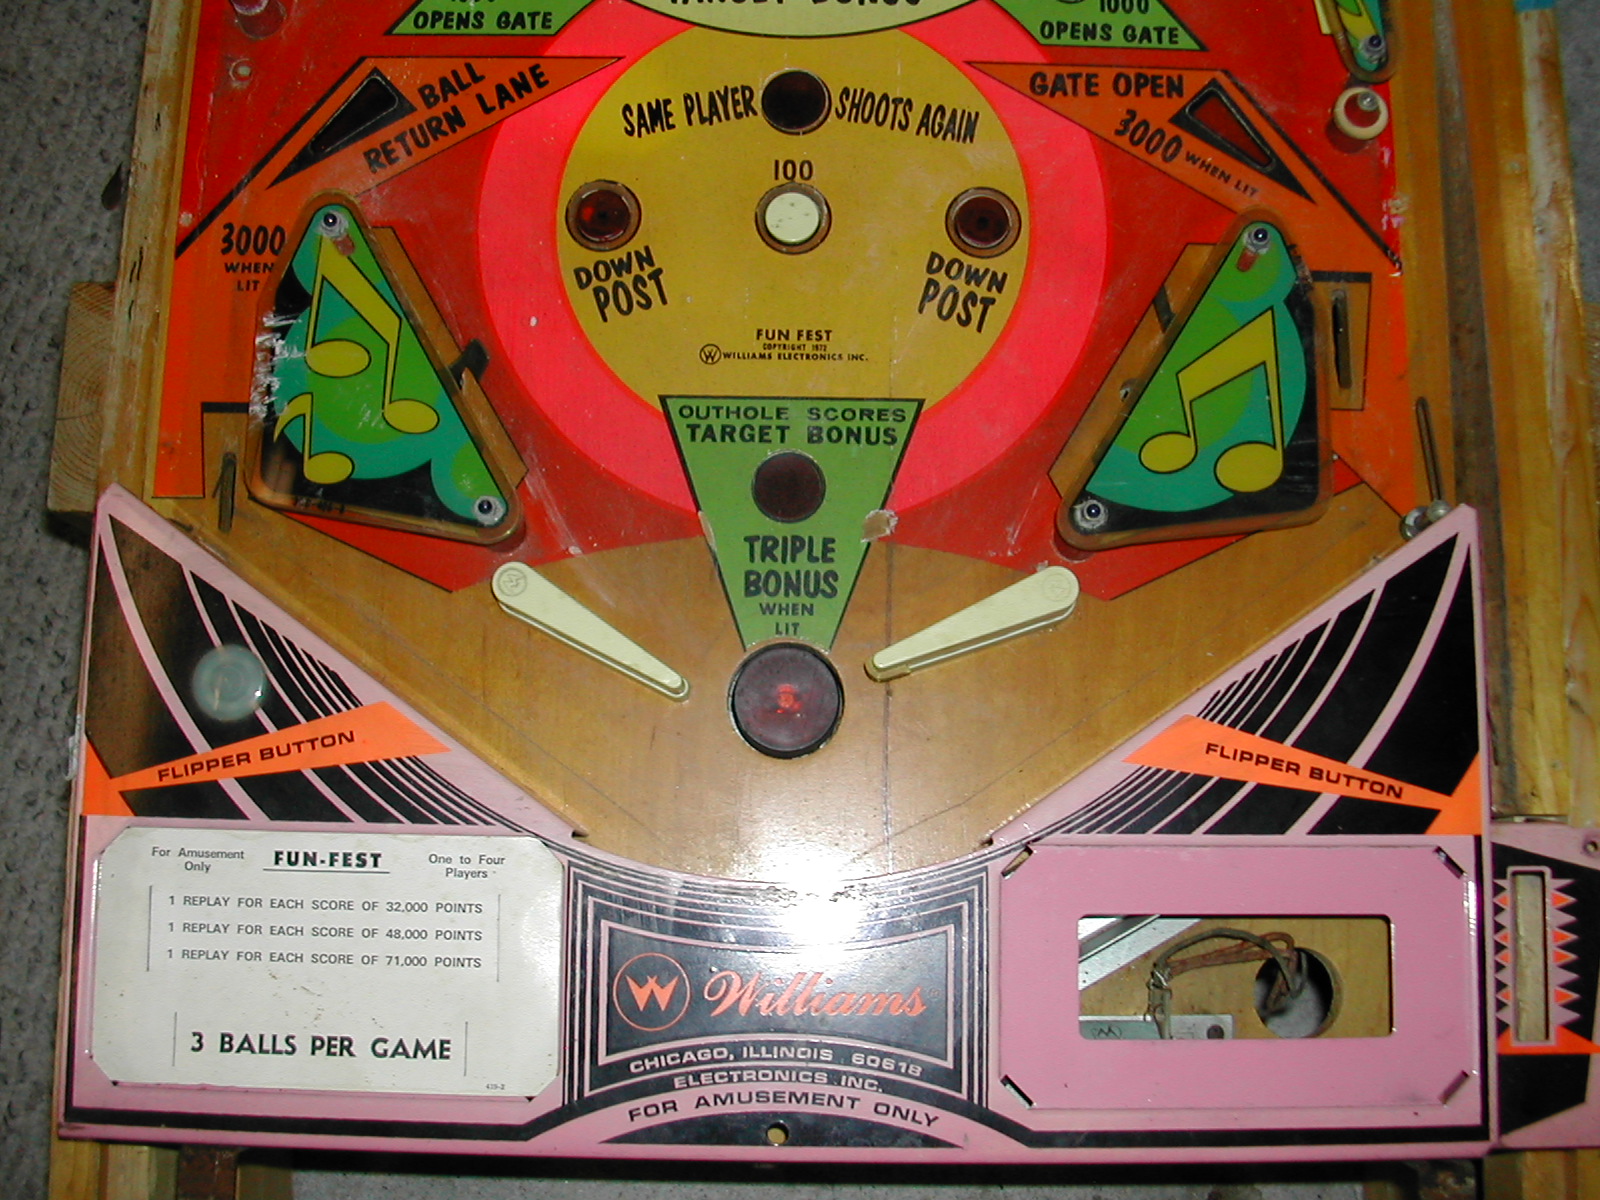 OPENS GATE
TARGET BONUS
1000
OPENS GATE
BALL
RETURN LANE
SAME PLAYER SHOOTS AGAIN
GATE OPEN
3000 WHEN LIT
100
3000
WHEN
LIT
DOWN
POST
DOWN
POST
FUN FEST
COPYRIGHT 1972
W WILLIAMS ELECTRONICS INC.
OUTHOLE SCORES
TARGET BONUS
TRIPLE
BONUS
WHEN
LIT
FLIPPER BUTTON
FLIPPER BUTTON
For Amusement
Only
FUN-FEST
One to Four
Players
1 REPLAY FOR EACH SCORE OF 32,000 POINTS
1 REPLAY FOR EACH SCORE OF 48,000 POINTS
1 REPLAY FOR EACH SCORE OF 71,000 POINTS
3 BALLS PER GAME
W Williams
CHICAGO, ILLINOIS 60618
ELECTRONICS INC.
FOR AMUSEMENT ONLY